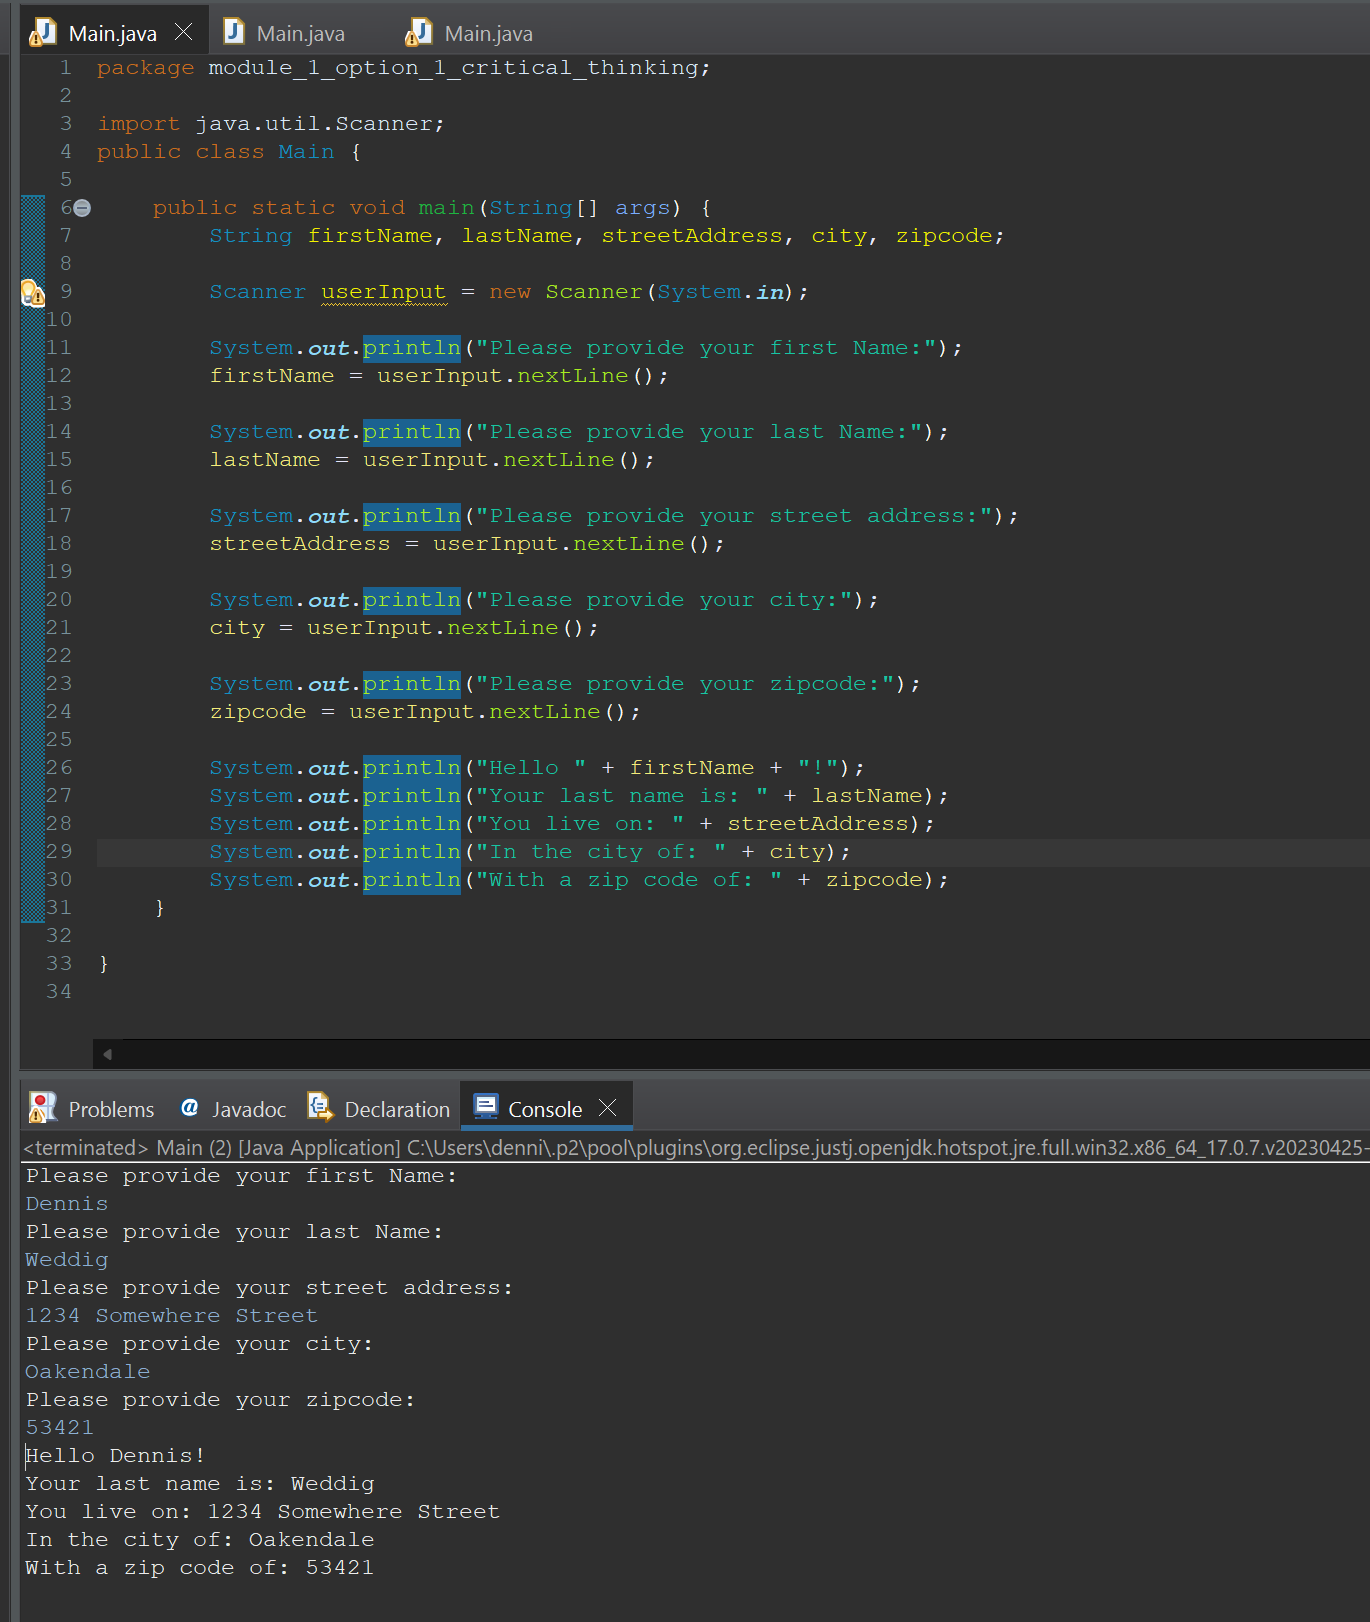 Main.java Main.java Main.java
1 package module_1_option_1_critical_thinking;
2
3 import java.util.Scanner;
4 public class Main {
5
6 public static void main(String[] args) {
7 String firstName, lastName, streetAddress, city, zipcode;
8
9 Scanner userInput = new Scanner(System.in);
10
11 System.out.println("Please provide your first Name:");
12 firstName = userInput.nextLine();
13
14 System.out.println("Please provide your last Name:");
15 lastName = userInput.nextLine();
16
17 System.out.println("Please provide your street address:");
18 streetAddress = userInput.nextLine();
19
20 System.out.println("Please provide your city:");
21 city = userInput.nextLine();
22
23 System.out.println("Please provide your zipcode:");
24 zipcode = userInput.nextLine();
25
26 System.out.println("Hello " + firstName + "!");
27 System.out.println("Your last name is: " + lastName);
28 System.out.println("You live on: " + streetAddress);
29 System.out.println("In the city of: " + city);
30 System.out.println("With a zip code of: " + zipcode);
31 }
32
33 }
34
Problems @ Javadoc Declaration Console
<terminated> Main (2) [Java Application] C:\Users\denni\.p2\pool\plugins\org.eclipse.justj.openjdk.hotspot.jre.full.win32.x86_64_17.0.7.v20230425-
Please provide your first Name:
Dennis
Please provide your last Name:
Weddig
Please provide your street address:
1234 Somewhere Street
Please provide your city:
Oakendale
Please provide your zipcode:
53421
Hello Dennis!
Your last name is: Weddig
You live on: 1234 Somewhere Street
In the city of: Oakendale
With a zip code of: 53421